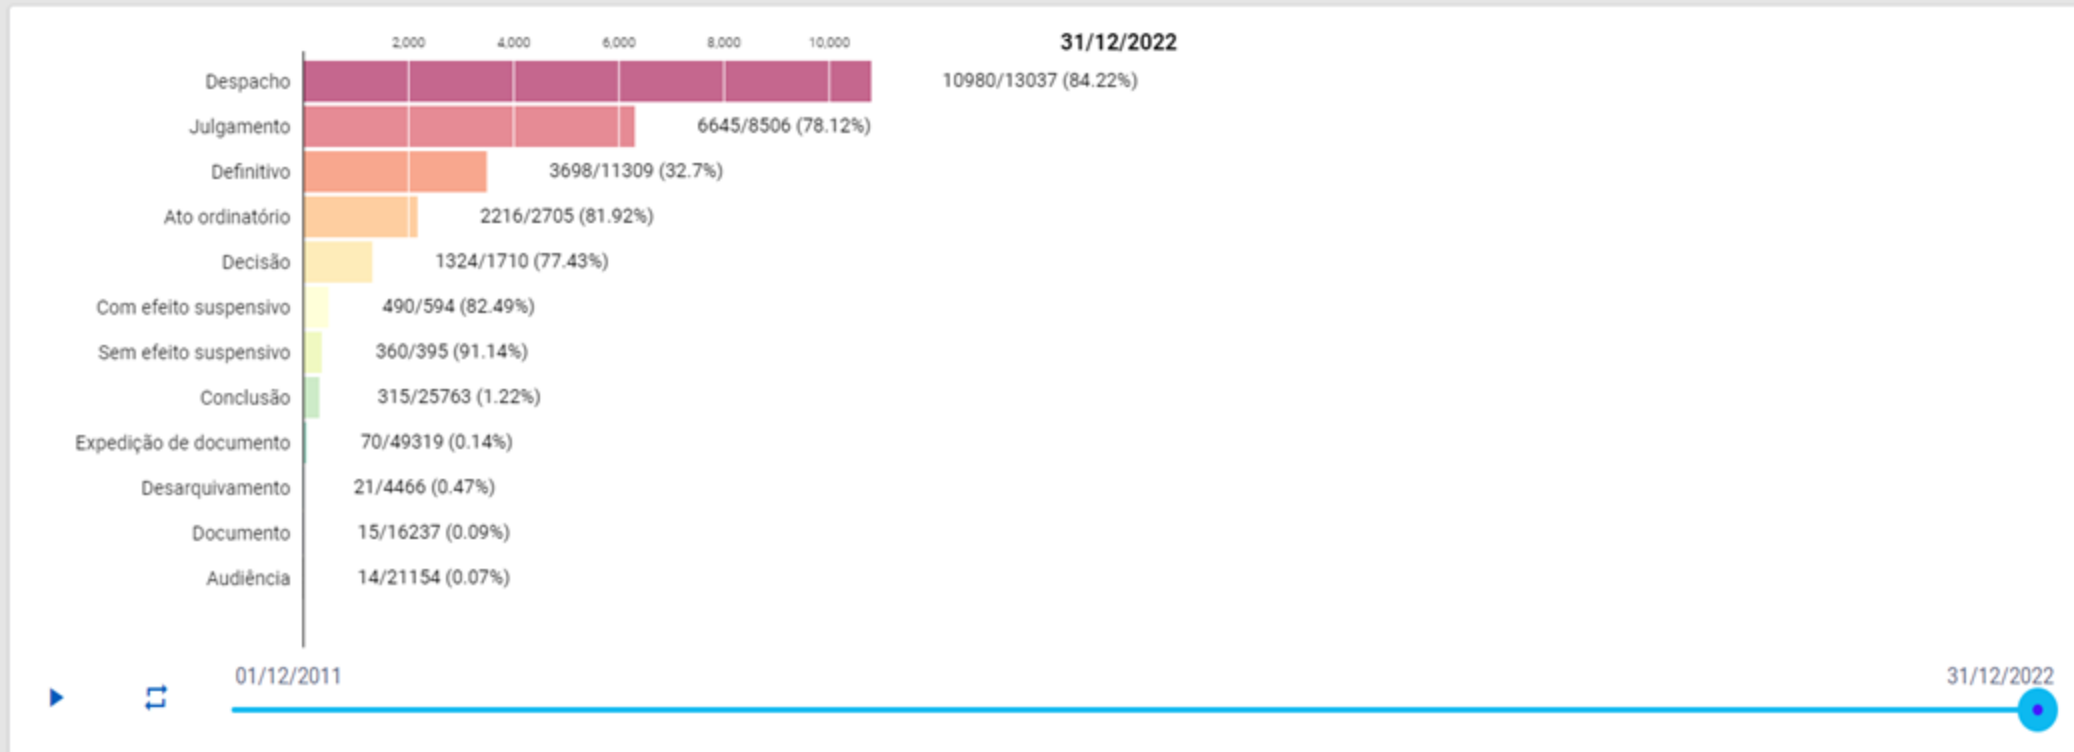 2,000 4,000 6,000 8,000 10,000 31/12/2022
Despacho 10980/13037 (84.22%)
Julgamento 6645/8506 (78.12%)
Definitivo 3698/11309 (32.7%)
Ato ordinatório 2216/2705 (81.92%)
Decisão 1324/1710 (77.43%)
Com efeito suspensivo 490/594 (82.49%)
Sem efeito suspensivo 360/395 (91.14%)
Conclusão 315/25763 (1.22%)
Expedição de documento 70/49319 (0.14%)
Desarquivamento 21/4466 (0.47%)
Documento 15/16237 (0.09%)
Audiência 14/21154 (0.07%)
01/12/2011 31/12/2022